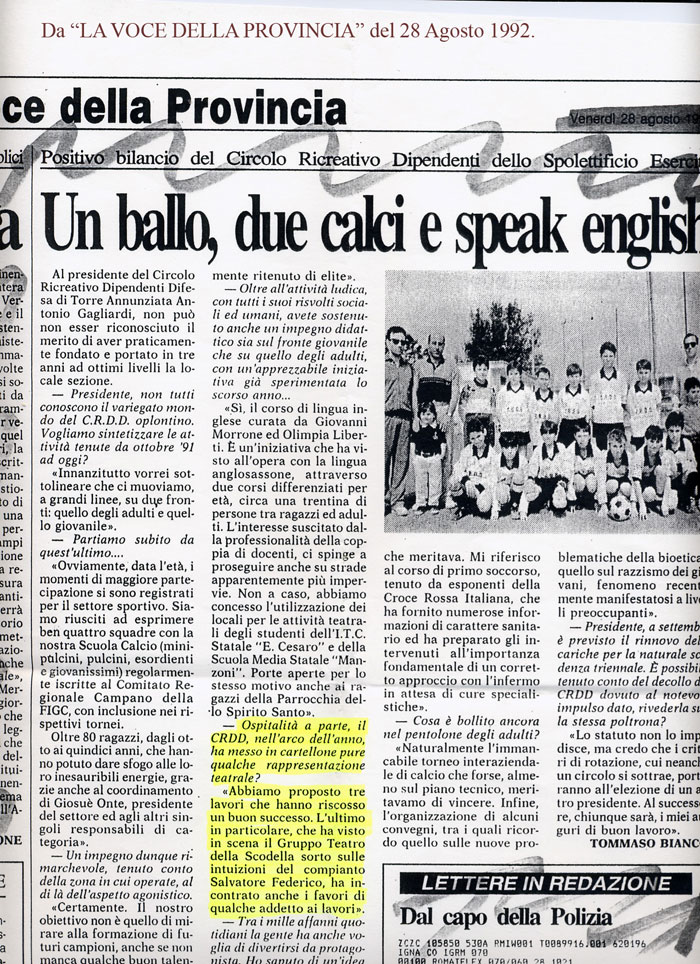 Da “LA VOCE DELLA PROVINCIA” del 28 Agosto 1992.
ce della Provincia
Venerdì 28 agosto 19
Positivo bilancio del Circolo Ricreativo Dipendenti dello Spolettificio Eserci
Un ballo, due calci e speak english
Al presidente del Circolo
Ricreativo Dipendenti Dife-
sa di Torre Annunziata An-
tonio Gagliardi, non può
non esser riconosciuto il
merito di aver praticamen-
te fondato e portato in tre
anni ad ottimi livelli la lo-
cale sezione.
— Presidente, non tutti
conoscono il variegato mon-
do del C.R.D.D. oplontino.
Vogliamo sintetizzare le at-
tività tenute da ottobre '91
ad oggi?
«Innanzitutto vorrei sot-
tolineare che ci muoviamo,
a grandi linee, su due fron-
ti: quello degli adulti e quel-
lo giovanile».
— Partiamo subito da
quest'ultimo....
«Ovviamente, data l'età, i
momenti di maggiore parte-
cipazione si sono registrati
per il settore sportivo. Sia-
mo riusciti ad esprimere
ben quattro squadre con la
nostra Scuola Calcio (mini-
pulcini, pulcini, esordienti
e giovanissimi) regolarmen-
te iscritte al Comitato Re-
gionale Campano della
FIGC, con inclusione nei ri-
spettivi tornei.
Oltre 80 ragazzi, dagli ot-
to ai quindici anni, che han-
no potuto dare sfogo alle lo-
ro inesauribili energie, gra-
zie anche al coordinamento
di Giosuè Onte, presidente
del settore ed agli altri sin-
goli responsabili di ca-
tegoria».
— Un impegno dunque ri-
marchevole, tenuto conto
della zona in cui operate, al
di là dell'aspetto agonistico.
«Certamente. Il nostro
obiettivo non è quello di mi-
rare alla formazione di fu-
turi campioni, anche se non
manca qualche buon talen-
mente ritenuto di elite».
— Oltre all'attività ludica,
con tutti i suoi risvolti socia-
li ed umani, avete sostenu-
to anche un impegno didat-
tico sia sul fronte giovanile
che su quello degli adulti,
con un'apprezzabile inizia-
tiva già sperimentata lo
scorso anno...
«Sì, il corso di lingua in-
glese curata da Giovanni
Morrone ed Olimpia Liber-
ti. È un'iniziativa che ha vi-
sto all'opera con la lingua
anglosassone, attraverso
due corsi differenziati per
età, circa una trentina di
persone tra ragazzi ed adul-
ti. L'interesse suscitato dal-
la professionalità della cop-
pia di docenti, ci spinge a
proseguire anche su strade
apparentemente più imper-
vie. Non a caso, abbiamo
concesso l'utilizzazione dei
locali per le attività teatra-
li degli studenti dell'I.T.C.
Statale "E. Cesaro" e della
Scuola Media Statale "Man-
zoni". Porte aperte per lo
stesso motivo anche ai ra-
gazzi della Parrocchia del-
lo Spirito Santo».
— Ospitalità a parte, il
CRDD, nell'arco dell'anno,
ha messo in cartellone pure
qualche rappresentazione
teatrale?
«Abbiamo proposto tre
lavori che hanno riscosso
un buon successo. L'ultimo
in particolare, che ha visto
in scena il Gruppo Teatro
della Scodella sorto sulle
intuizioni del compianto
Salvatore Federico, ha in-
contrato anche i favori di
qualche addetto ai lavori».
— Tra i mille affanni quo-
tidiani la gente ha anche vo-
glia di divertirsi da protago-
nista. Ho saputo di un'idea
che meritava. Mi riferisco
al corso di primo soccorso,
tenuto da esponenti della
Croce Rossa Italiana, che
ha fornito numerose infor-
mazioni di carattere sanita-
rio ed ha preparato gli in-
tervenuti all'importanza
fondamentale di un corret-
to approccio con l'infermo
in attesa di cure speciali-
stiche».
— Cosa è bollito ancora
nel pentolone degli adulti?
«Naturalmente l'imman-
cabile torneo interazienda-
le di calcio che forse, alme-
no sul piano tecnico, meri-
tavamo di vincere. Infine,
l'organizzazione di alcuni
convegni, tra i quali ricor-
do quello sulle nuove pro-
blematiche della bioetica
quello sul razzismo dei gi
vani, fenomeno recent
mente manifestatosi a live
li preoccupanti».
— Presidente, a settemb
è previsto il rinnovo del
cariche per la naturale sc
denza triennale. È possibi
tenuto conto del decollo d
CRDD dovuto al notevo
impulso dato, rivederla su
la stessa poltrona?
«Lo statuto non lo imp
disce, ma credo che i crit
ri di rotazione, cui neanch
un circolo si sottrae, port
ranno all'elezione di un a
tro presidente. Al success
re, chiunque sarà, i miei a
guri di buon lavoro».
TOMMASO BIANC
LETTERE IN REDAZIONE
Dal capo della Polizia
ZCZC 105850 530A RMIW001 T0089916.001 620196
IGNA CO IGRM 070